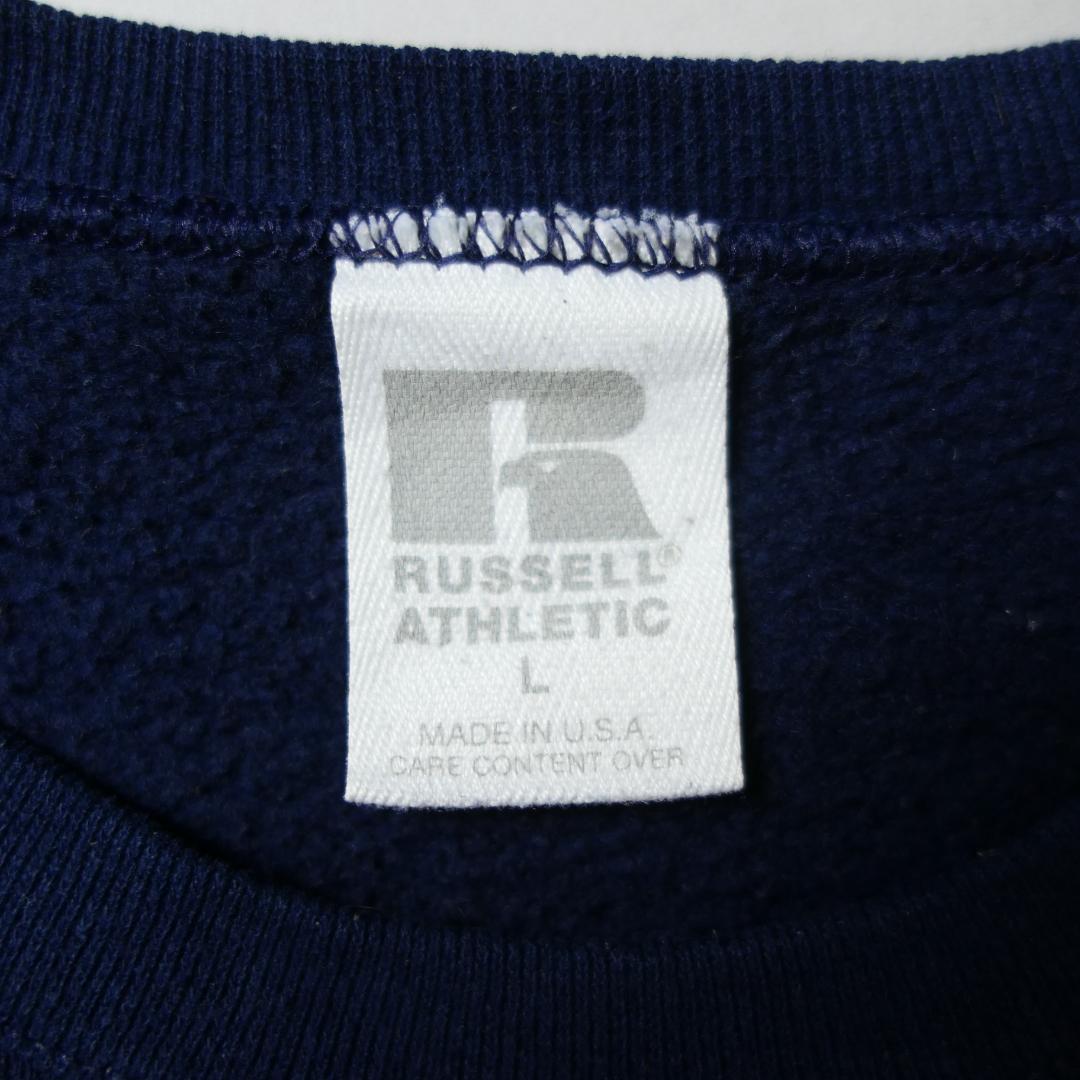 RUSSELL®
ATHLETIC
L
MADE IN U.S.A.
CARE CONTENT OVER